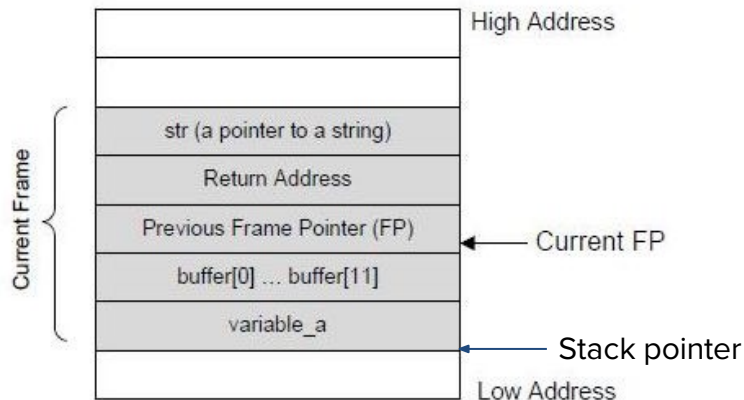 High Address
str (a pointer to a string)
Return Address
Previous Frame Pointer (FP)
Current FP
buffer[0] ... buffer[11]
variable_a
Stack pointer
Low Address
Current Frame